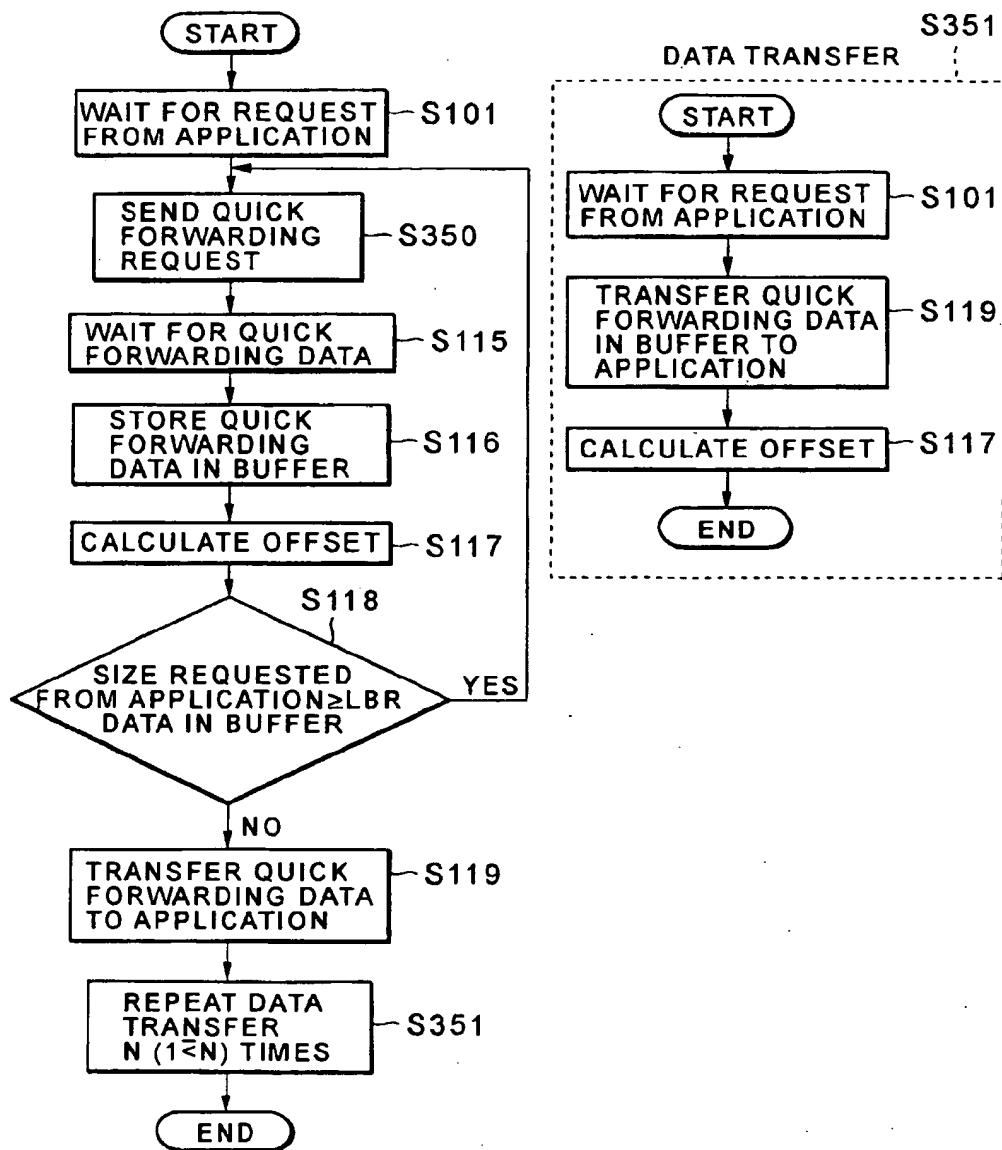 START
WAIT FOR REQUEST
FROM APPLICATION
S101
SEND QUICK
FORWARDING
REQUEST
S350
WAIT FOR QUICK
FORWARDING DATA
S115
STORE QUICK
FORWARDING
DATA IN BUFFER
S116
CALCULATE OFFSET
S117
S118
SIZE REQUESTED
FROM APPLICATION≥LBR
DATA IN BUFFER
YES
NO
TRANSFER QUICK
FORWARDING DATA
TO APPLICATION
S119
REPEAT DATA
TRANSFER
N (1≤N) TIMES
S351
END
S351
DATA TRANSFER
START
WAIT FOR REQUEST
FROM APPLICATION
S101
TRANSFER QUICK
FORWARDING DATA
IN BUFFER TO
APPLICATION
S119
CALCULATE OFFSET
S117
END